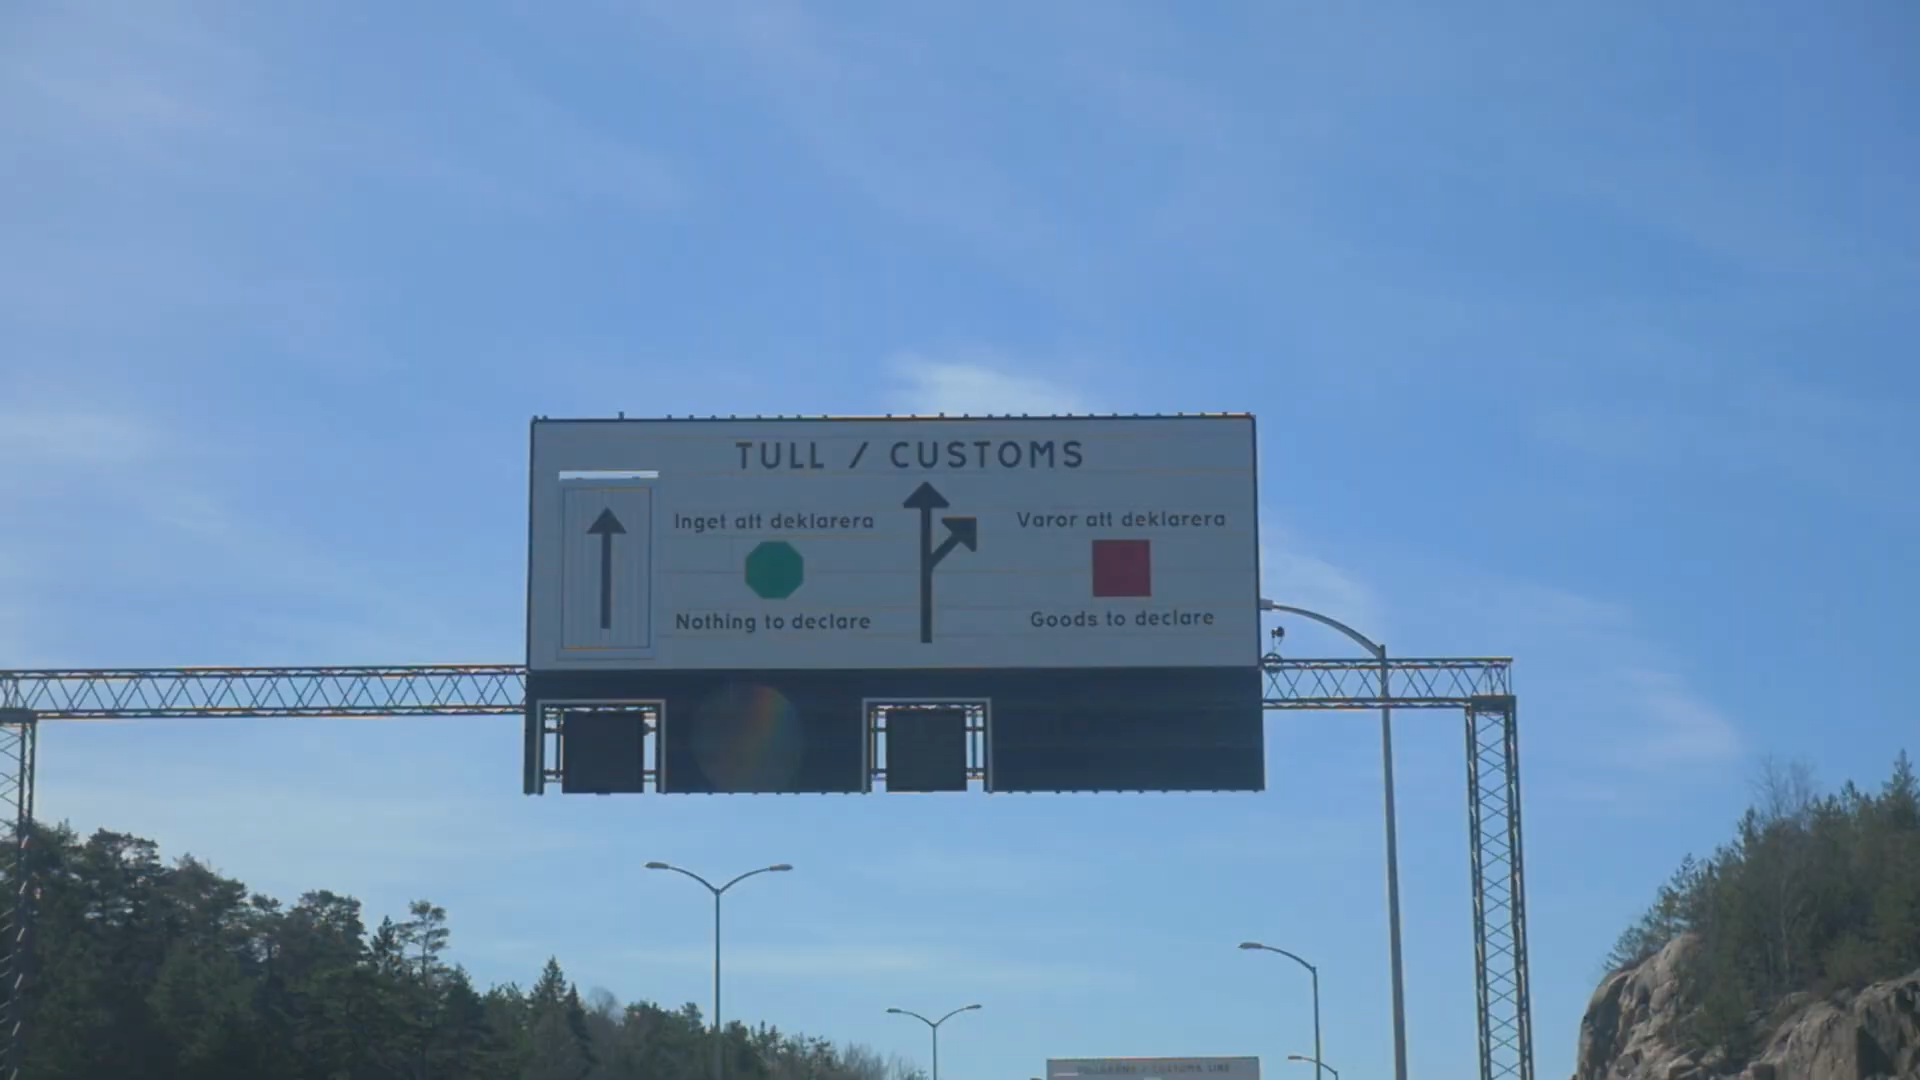 TULL / CUSTOMS
Inget att deklarera
Nothing to declare
Varor att deklarera
Goods to declare